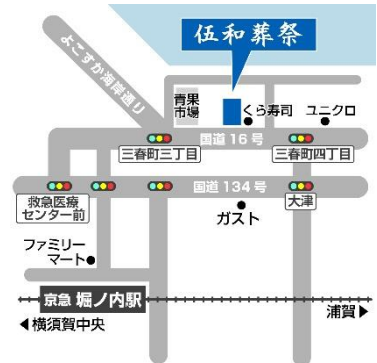 伍和葬祭
よこすか海岸通り
青果
市場
くら寿司
ユニクロ
国道16号
三春町三丁目
三春町四丁目
国道134号
救急医療
センター前
ガスト
大津
ファミリー
マート
京急 堀ノ内駅
横須賀中央
浦賀